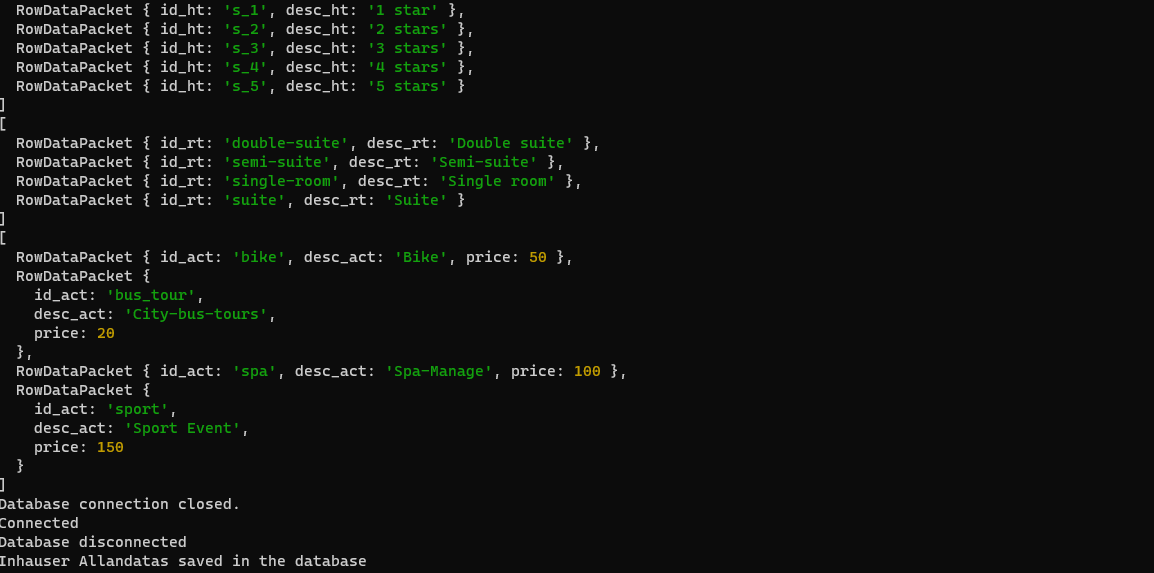 RowDataPacket { id_ht: 's_1', desc_ht: '1 star' },
RowDataPacket { id_ht: 's_2', desc_ht: '2 stars' },
RowDataPacket { id_ht: 's_3', desc_ht: '3 stars' },
RowDataPacket { id_ht: 's_4', desc_ht: '4 stars' },
RowDataPacket { id_ht: 's_5', desc_ht: '5 stars' }
]
[
RowDataPacket { id_rt: 'double-suite', desc_rt: 'Double suite' },
RowDataPacket { id_rt: 'semi-suite', desc_rt: 'Semi-suite' },
RowDataPacket { id_rt: 'single-room', desc_rt: 'Single room' },
RowDataPacket { id_rt: 'suite', desc_rt: 'Suite' }
]
[
RowDataPacket { id_act: 'bike', desc_act: 'Bike', price: 50 },
RowDataPacket {
id_act: 'bus_tour',
desc_act: 'City-bus-tours',
price: 20
},
RowDataPacket { id_act: 'spa', desc_act: 'Spa-Manage', price: 100 },
RowDataPacket {
id_act: 'sport',
desc_act: 'Sport Event',
price: 150
}
]
Database connection closed.
Connected
Database disconnected
Inhauser Allandatas saved in the database